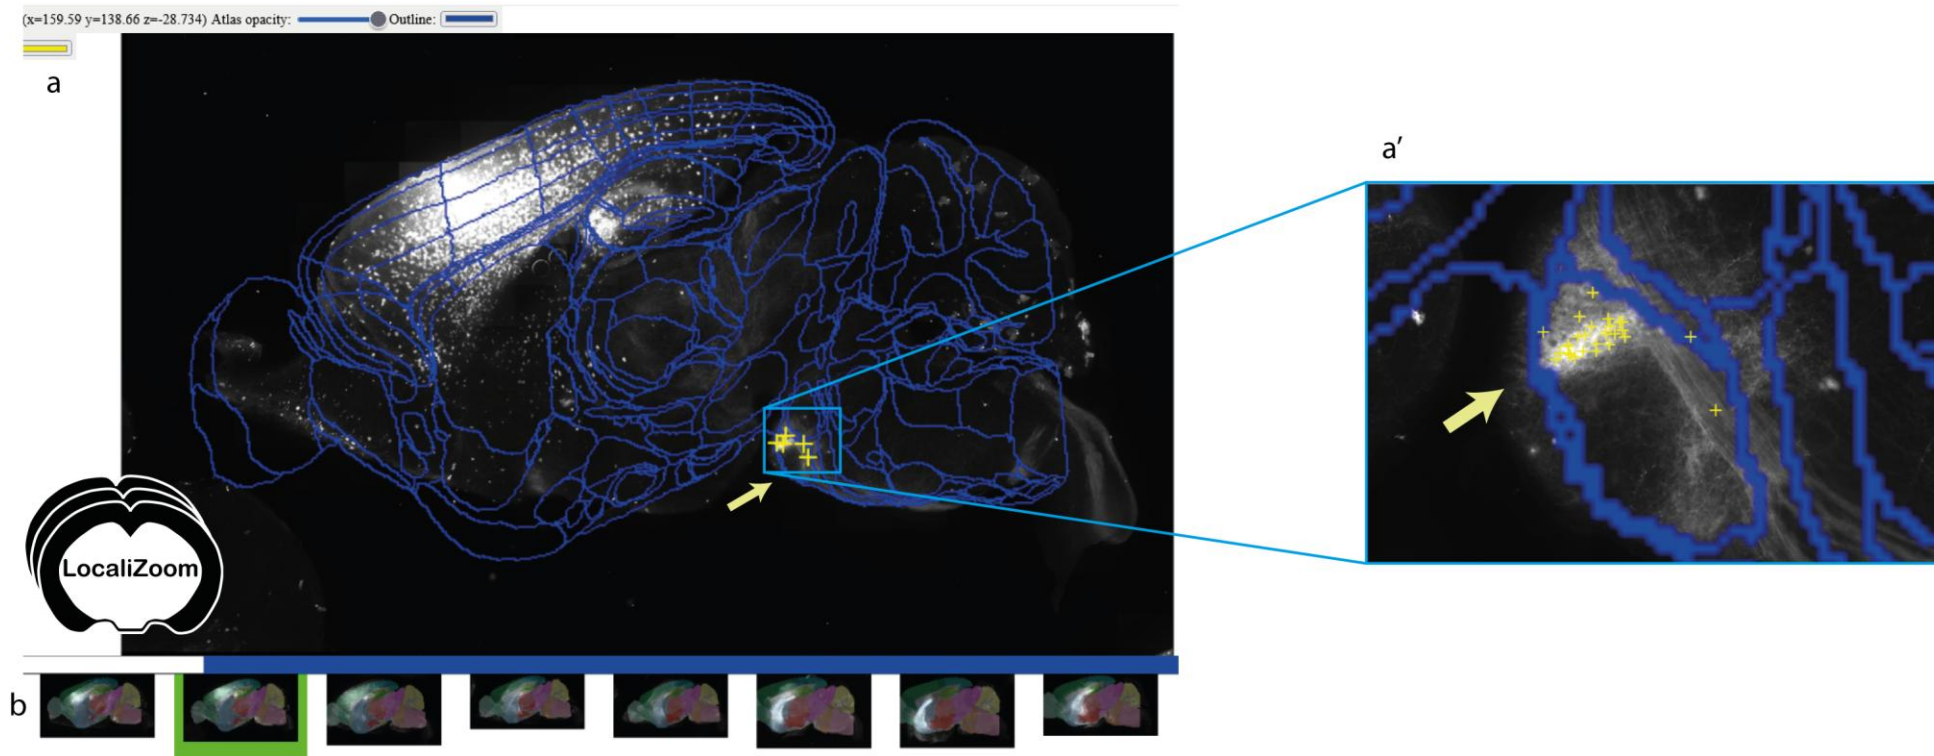 (x=159.59 y=138.66 z=-28.734) Atlas opacity: Outline:
a
a′
LocaliZoom
b